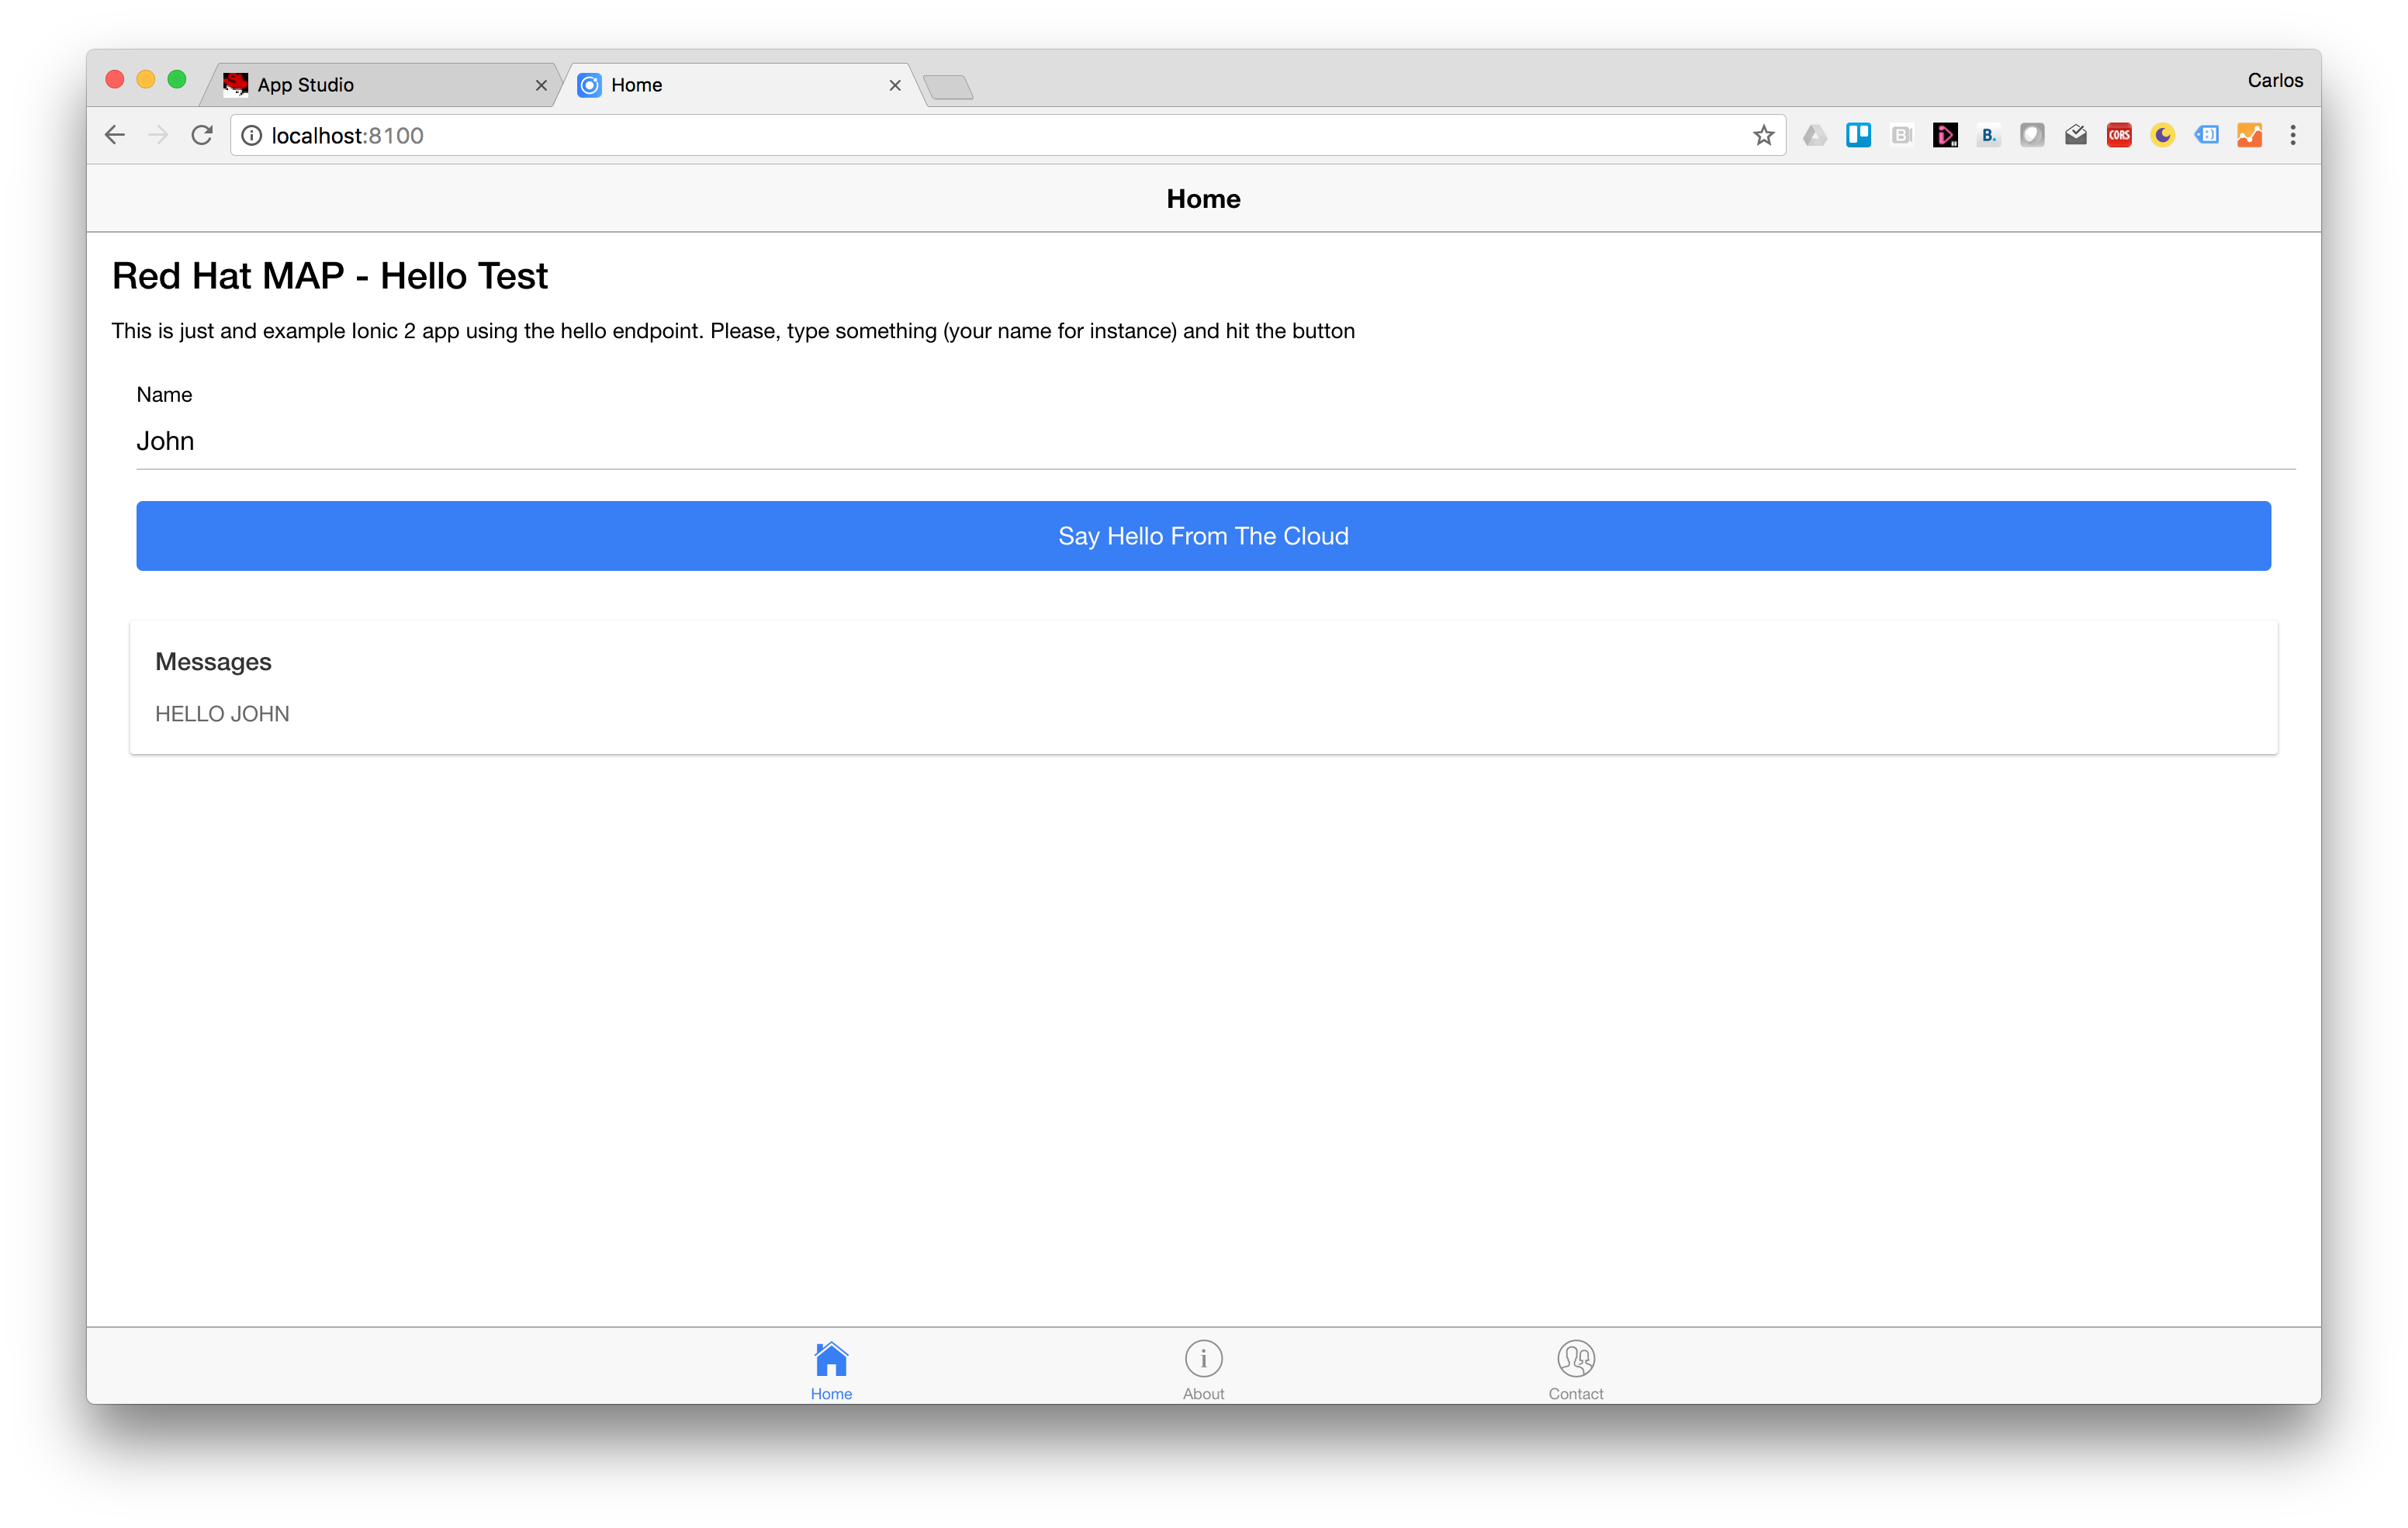 App Studio
Home
Carlos
localhost:8100
B
B.
CORS
Home
Red Hat MAP - Hello Test
This is just and example Ionic 2 app using the hello endpoint. Please, type something (your name for instance) and hit the button
Name
John
Say Hello From The Cloud
Messages
HELLO JOHN
Home
About
Contact